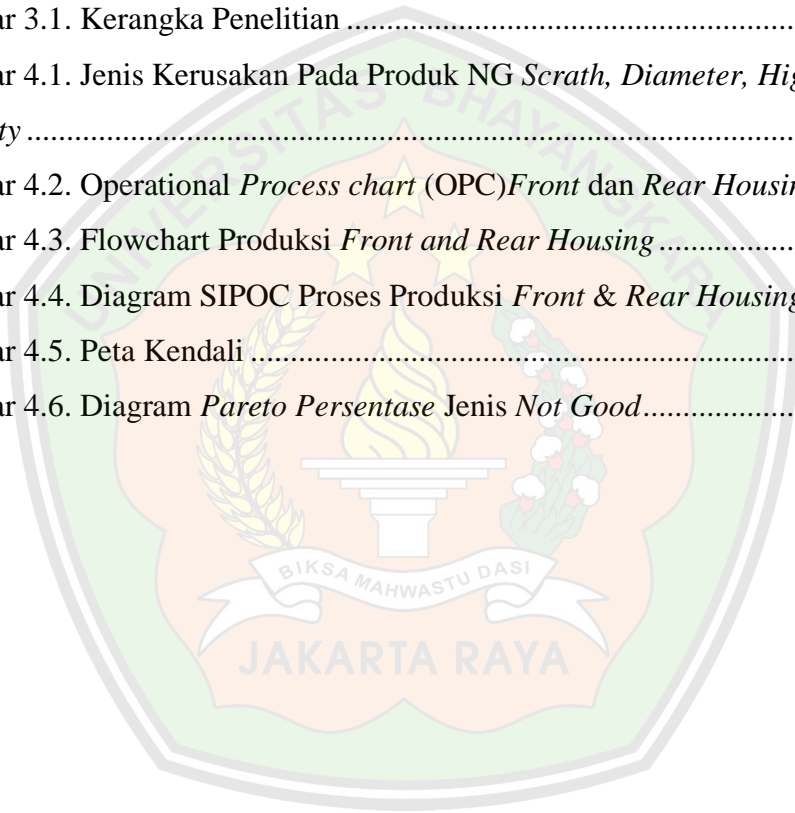 ar 3.1. Kerangka Penelitian ...............................................................................
ar 4.1. Jenis Kerusakan Pada Produk NG Scrath, Diameter, Hig
ty ...............................................................................
ar 4.2. Operational Process chart (OPC)Front dan Rear Housin
ar 4.3. Flowchart Produksi Front and Rear Housing .....................
ar 4.4. Diagram SIPOC Proses Produksi Front & Rear Housing
ar 4.5. Peta Kendali ...............................................................................
ar 4.6. Diagram Pareto Persentase Jenis Not Good.......................
UNIVERSITAS BHAYANGKARA
BIKSA MAHWASTU DASI
JAKARTA RAYA